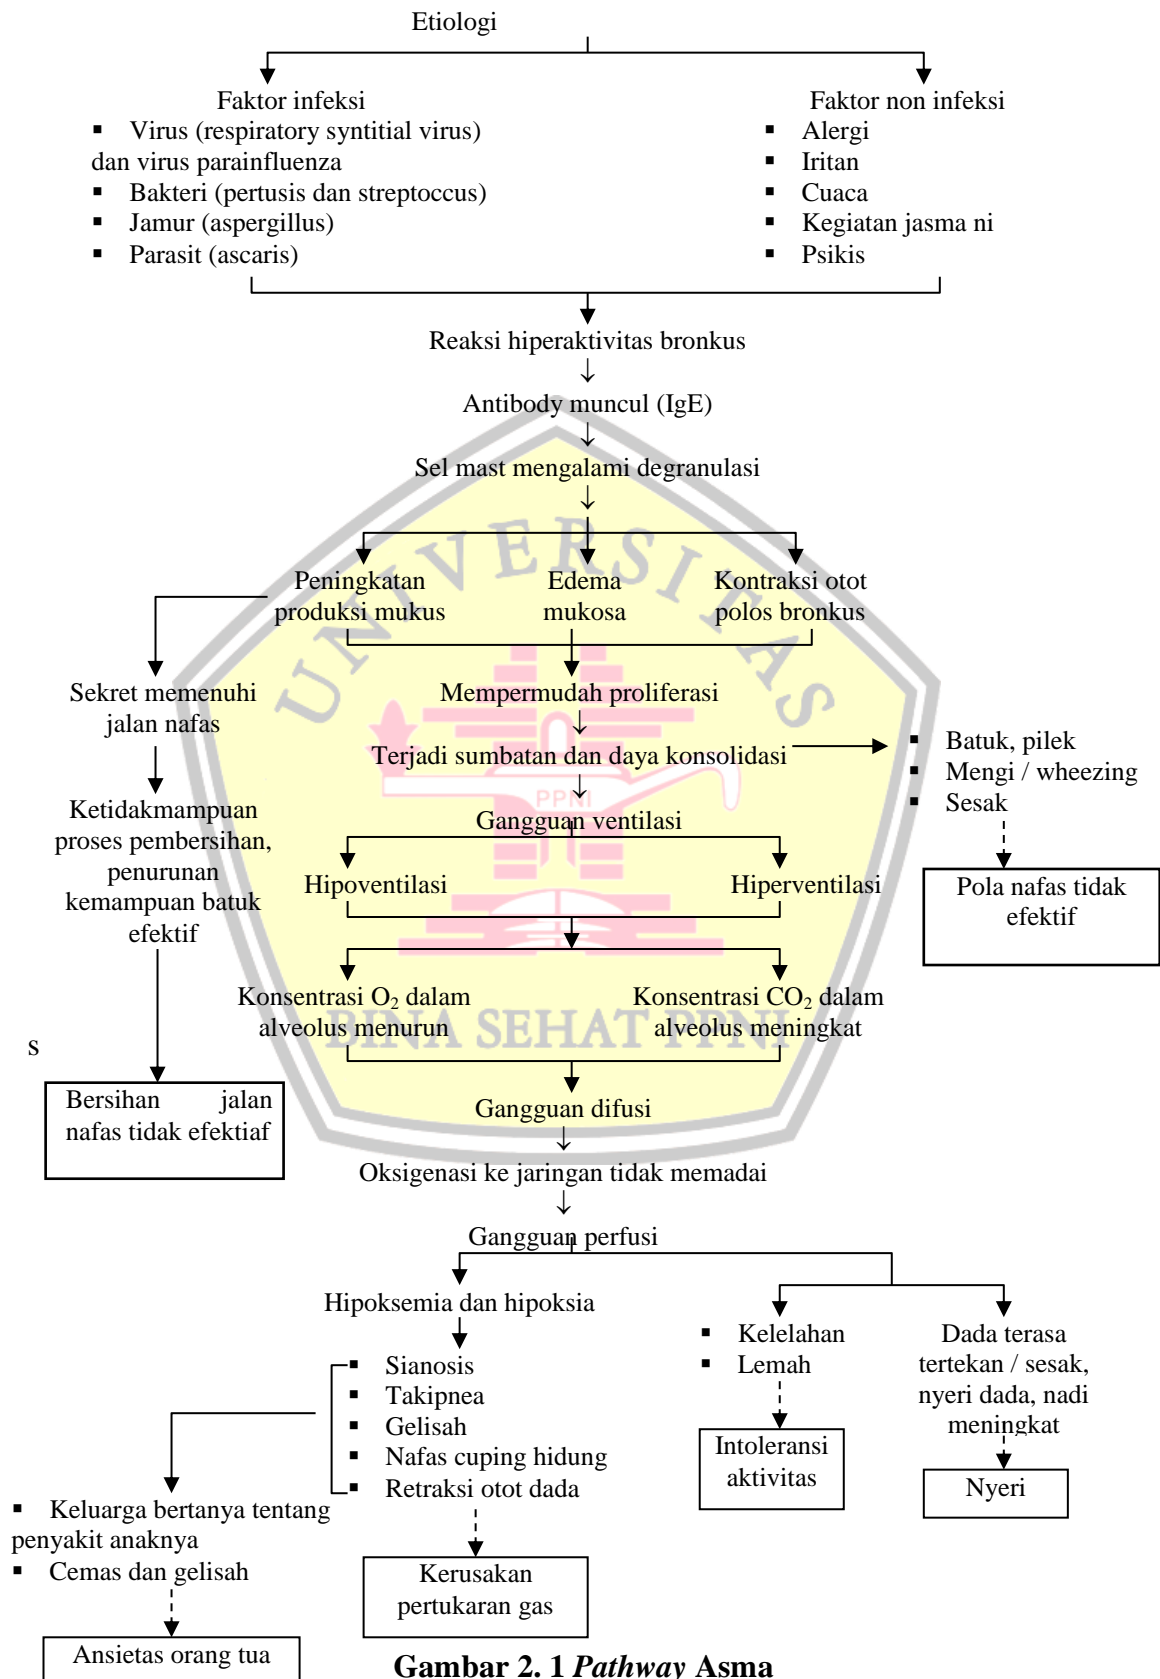 Etiologi
Faktor infeksi
▪ Virus (respiratory syntitial virus)
dan virus parainfluenza
▪ Bakteri (pertusis dan streptoccus)
▪ Jamur (aspergillus)
▪ Parasit (ascaris)
Faktor non infeksi
▪ Alergi
▪ Iritan
▪ Cuaca
▪ Kegiatan jasma ni
▪ Psikis
Reaksi hiperaktivitas bronkus
Antibody muncul (IgE)
Sel mast mengalami degranulasi
UNIVERSITAS
Peningkatan
produksi mukus
Edema
mukosa
Kontraksi otot
polos bronkus
Sekret memenuhi
jalan nafas
Mempermudah proliferasi
Terjadi sumbatan dan daya konsolidasi
▪ Batuk, pilek
▪ Mengi / wheezing
▪ Sesak
PPNI
Ketidakmampuan
proses pembersihan,
penurunan
kemampuan batuk
efektif
Gangguan ventilasi
Hipoventilasi
Hiperventilasi
Pola nafas tidak
efektif
Konsentrasi O₂ dalam
alveolus menurun
Konsentrasi CO₂ dalam
alveolus meningkat
BINA SEHAT PPNI
s
Bersihan jalan
nafas tidak efektiaf
Gangguan difusi
Oksigenasi ke jaringan tidak memadai
Gangguan perfusi
Hipoksemia dan hipoksia
▪ Sianosis
▪ Takipnea
▪ Gelisah
▪ Nafas cuping hidung
▪ Retraksi otot dada
▪ Kelelahan
▪ Lemah
Dada terasa
tertekan / sesak,
nyeri dada, nadi
meningkat
Intoleransi
aktivitas
Nyeri
▪ Keluarga bertanya tentang
penyakit anaknya
▪ Cemas dan gelisah
Kerusakan
pertukaran gas
Ansietas orang tua
Gambar 2. 1 Pathway Asma